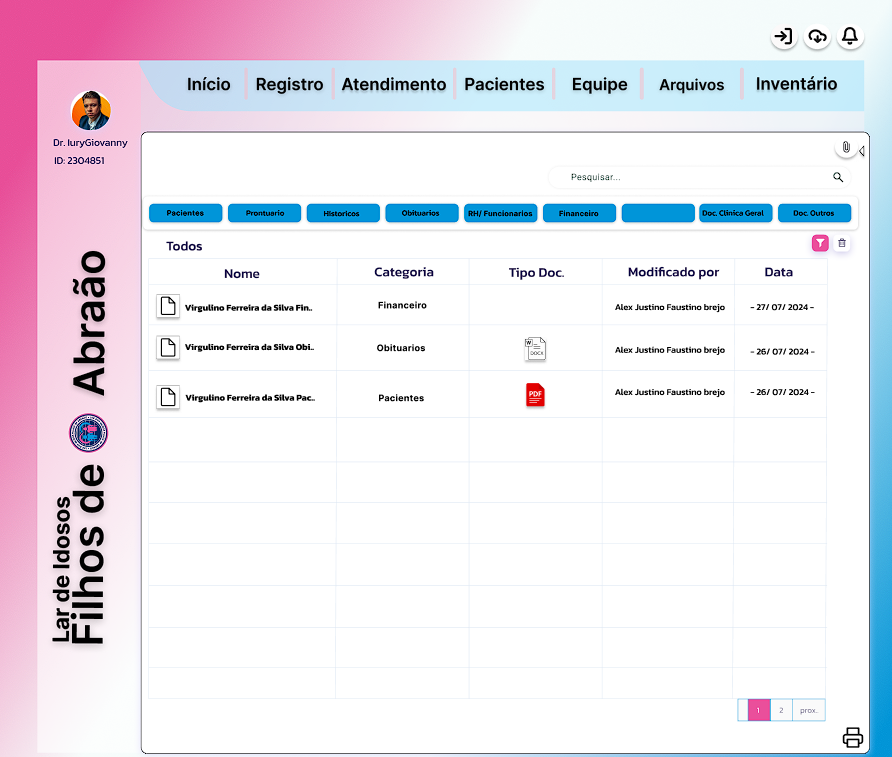 Início Registro Atendimento Pacientes Equipe Arquivos Inventário
Dr. IuryGiovanny
ID: 2304851
Lar de Idosos
Filhos de Abraão
Pesquisar...
Pacientes Prontuario Historicos Obituarios RH/ Funcionarios Financeiro Doc. Clinica Geral Doc. Outros
Todos
Nome Categoria Tipo Doc. Modificado por Data
Virgulino Ferreira da Silva Fin.. Financeiro Alex Justino Faustino brejo - 27/ 07/ 2024 -
Virgulino Ferreira da Silva Obi.. Obituarios W DOCX Alex Justino Faustino brejo - 26/ 07/ 2024 -
Virgulino Ferreira da Silva Pac.. Pacientes PDF Alex Justino Faustino brejo - 26/ 07/ 2024 -
1 2 prox.